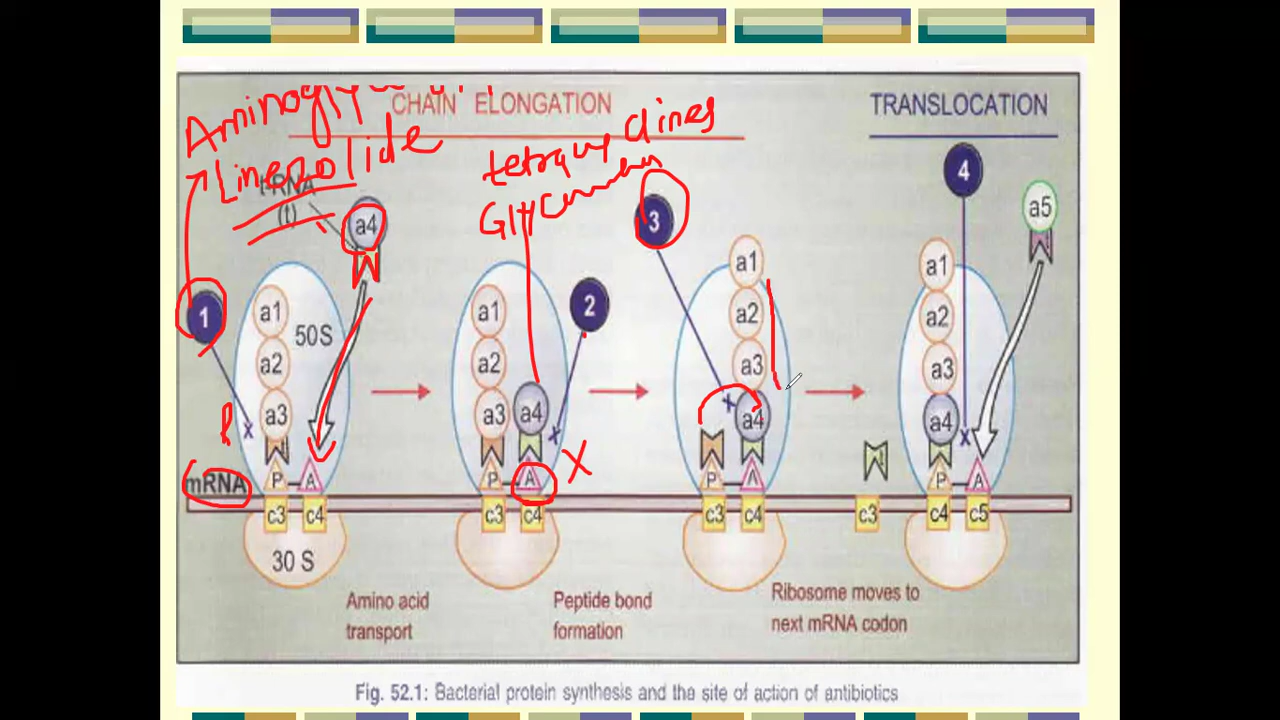 CHAIN ELONGATION
TRANSLOCATION
tetracyclines
Linezolide
tRNA
(t)
a4
3
4
a5
1
2
a1
a2
a3
50S
a1
a2
a3
a4
a1
a2
a3
a4
a1
a2
a3
a4
P
x
x
x
x
X
mRNA
P
A
P
A
P
A
P
A
c3
c4
c3
c4
c3
c4
c3
c4
c5
30 S
Amino acid
transport
Peptide bond
formation
Ribosome moves to
next mRNA codon
Fig. 52.1: Bacterial protein synthesis and the site of action of antibiotics